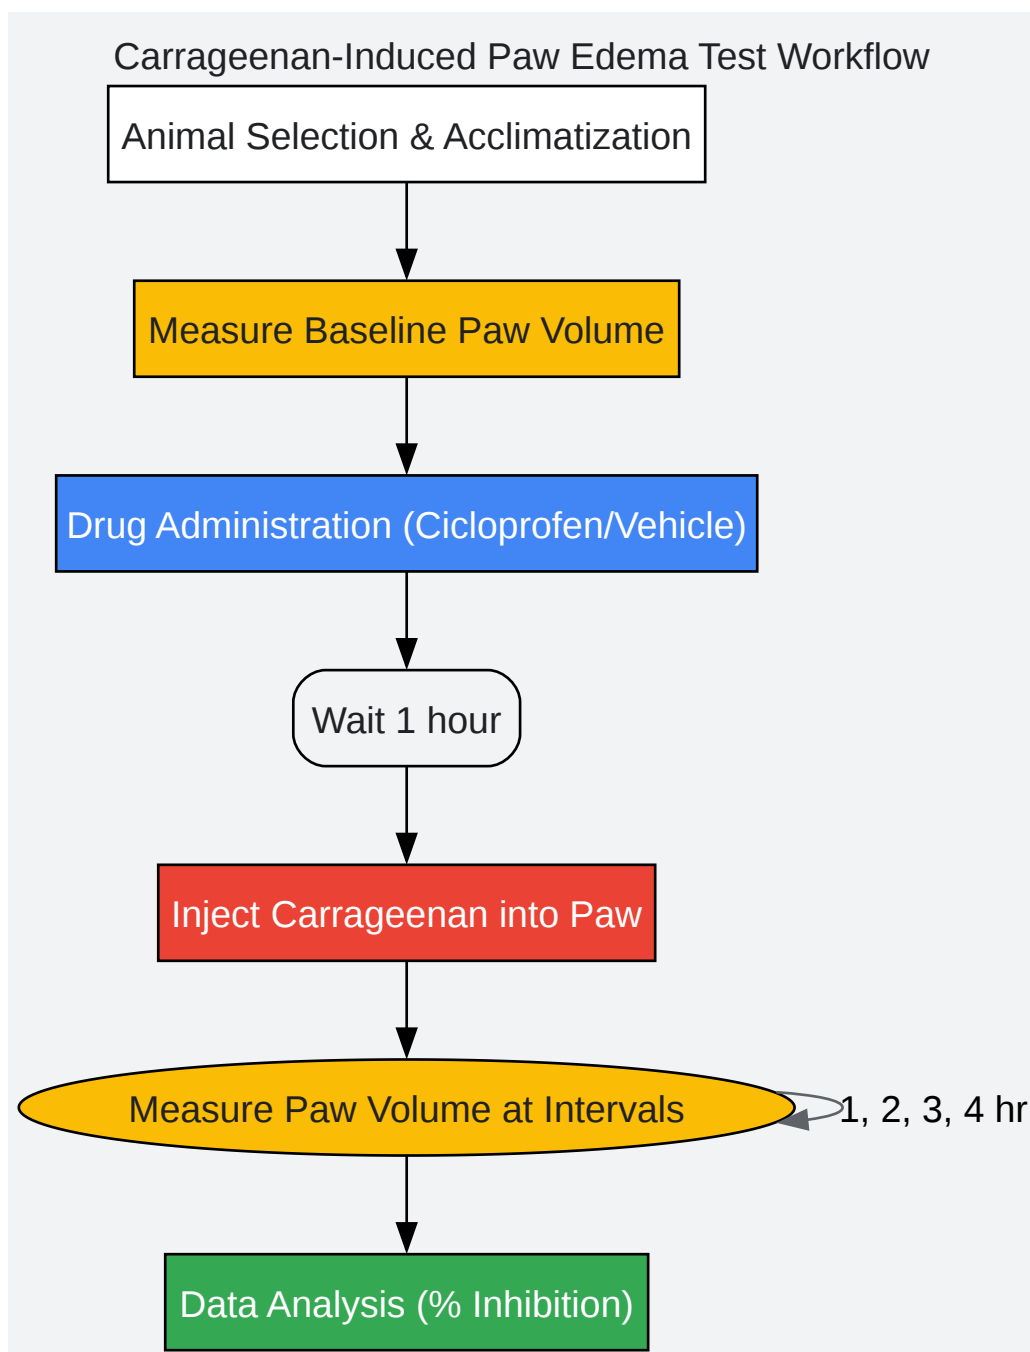 Carrageenan-Induced Paw Edema Test Workflow
Animal Selection & Acclimatization
Measure Baseline Paw Volume
Drug Administration (Cicloprofen/Vehicle)
Wait 1 hour
Inject Carrageenan into Paw
Measure Paw Volume at Intervals
1, 2, 3, 4 hr
Data Analysis (% Inhibition)